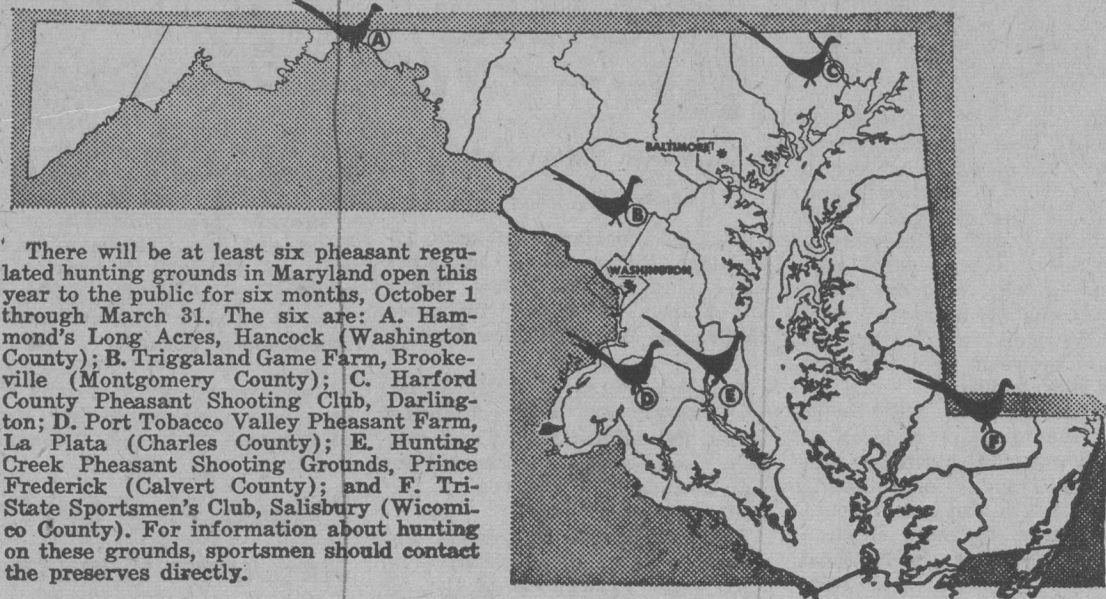 A
C
BALTIMORE
B
WASHINGTON
D
E
F
There will be at least six pheasant regu-
lated hunting grounds in Maryland open this
year to the public for six months, October 1
through March 31. The six are: A. Ham-
mond's Long Acres, Hancock (Washington
County); B. Triggaland Game Farm, Brooke-
ville (Montgomery County); C. Harford
County Pheasant Shooting Club, Darling-
ton; D. Port Tobacco Valley Pheasant Farm,
La Plata (Charles County); E. Hunting
Creek Pheasant Shooting Grounds, Prince
Frederick (Calvert County); and F. Tri-
State Sportsmen's Club, Salisbury (Wicomi-
co County). For information about hunting
on these grounds, sportsmen should contact
the preserves directly.